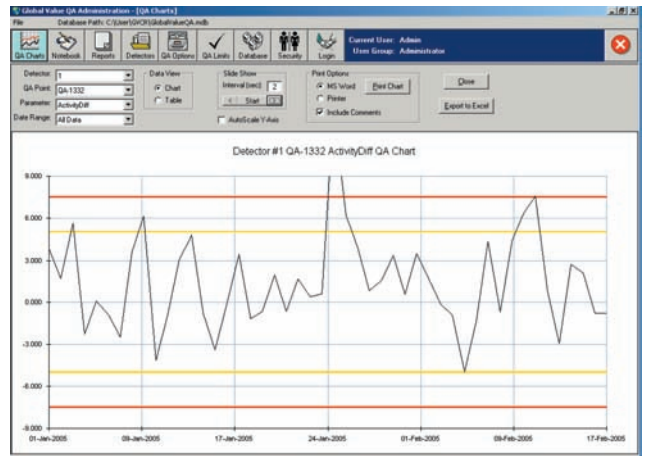 Global Value QA Administration - [QA Charts]
File Database Path: C:\User\GVOF\GlobalValueQA.mdb
QA Charts Notebook Reports Detectors QA Options QA Limits Database Security Login
Current User: Admin
User Group: Administrator
Detector: 1
QA Point: QA-1332
Parameter: ActivityDiff
Date Range: All Data
Data View
Chart
Table
Slide Show
Interval (sec): 2
< Start
AutoScale Y-Axis
Print Options
MS Word Print Chart
Printer
Include Comments
Close
Export to Excel
Detector #1 QA-1332 ActivityDiff QA Chart
9.000
6.000
3.000
0.000
-3.000
-6.000
-9.000
01-Jan-2005 09-Jan-2005 17-Jan-2005 24-Jan-2005 01-Feb-2005 09-Feb-2005 17-Feb-2005